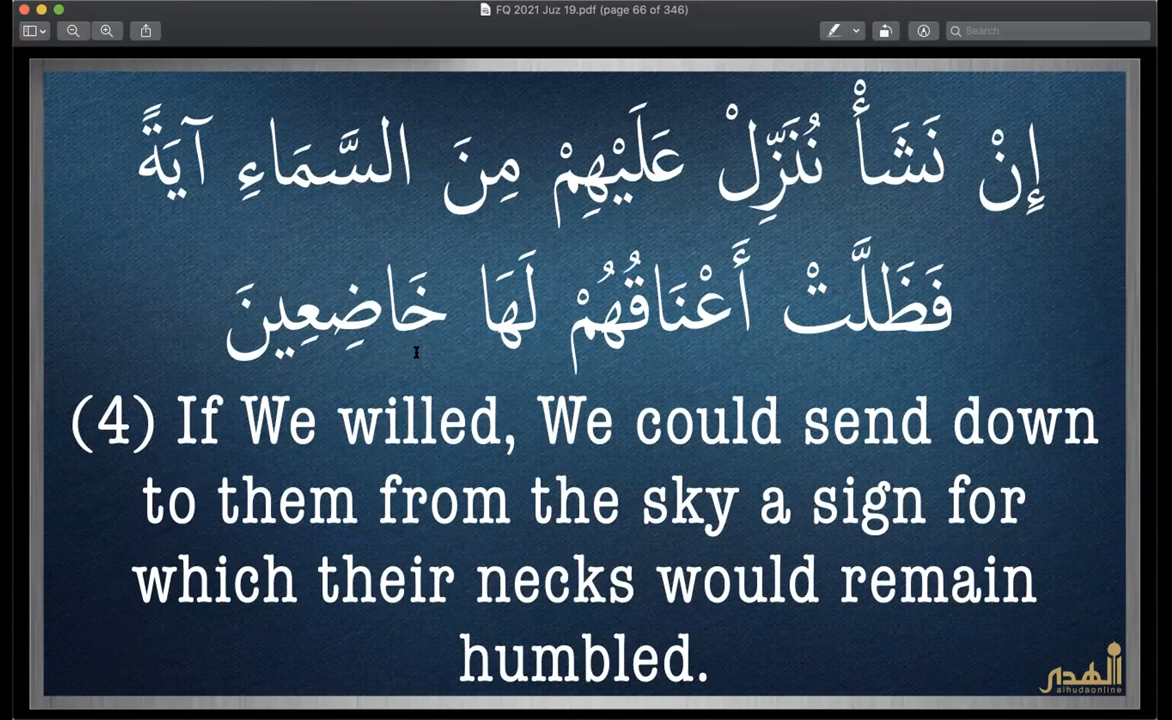 FQ 2021 Juz 19.pdf (page 66 of 346)
Search
إِنْ نَشَأْ نُنَزِّلْ عَلَيْهِمْ مِنَ السَّمَاءِ آيَةً
فَظَلَّتْ أَعْنَاقُهُمْ لَهَا خَاضِعِينَ
(4) If We willed, We could send down
to them from the sky a sign for
which their necks would remain
humbled.
الهدى
alhudaonline